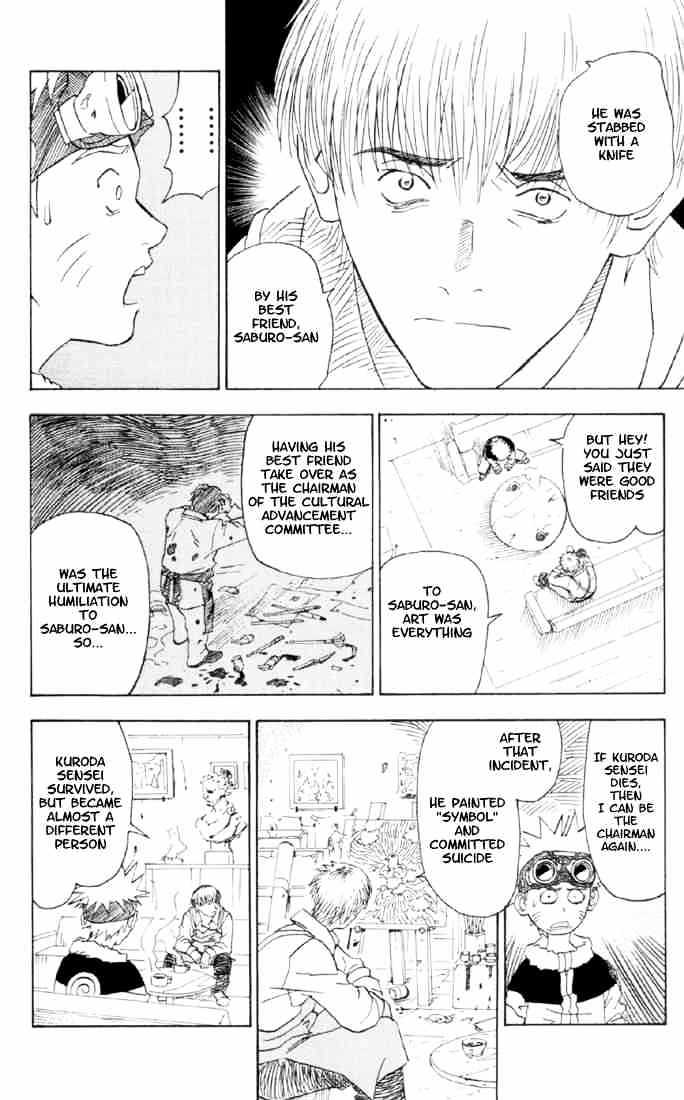 HE WAS
STABBED
WITH A
KNIFE
BY HIS
BEST
FRIEND,
SABURO-SAN
BUT HEY!
YOU JUST
SAID THEY
WERE GOOD
FRIENDS
TO
SABURO-SAN,
ART WAS
EVERYTHING
HAVING HIS
BEST FRIEND
TAKE OVER AS
THE CHAIRMAN
OF THE CULTURAL
ADVANCEMENT
COMMITTEE...
WAS THE
ULTIMATE
HUMILIATION
TO
SABURO-SAN...
SO...
IF KURODA
SENSEI
DIES,
THEN
I CAN BE
THE
CHAIRMAN
AGAIN....
AFTER
THAT
INCIDENT,
HE PAINTED
"SYMBOL"
AND
COMMITTED
SUICIDE
KURODA
SENSEI
SURVIVED,
BUT BECAME
ALMOST A
DIFFERENT
PERSON